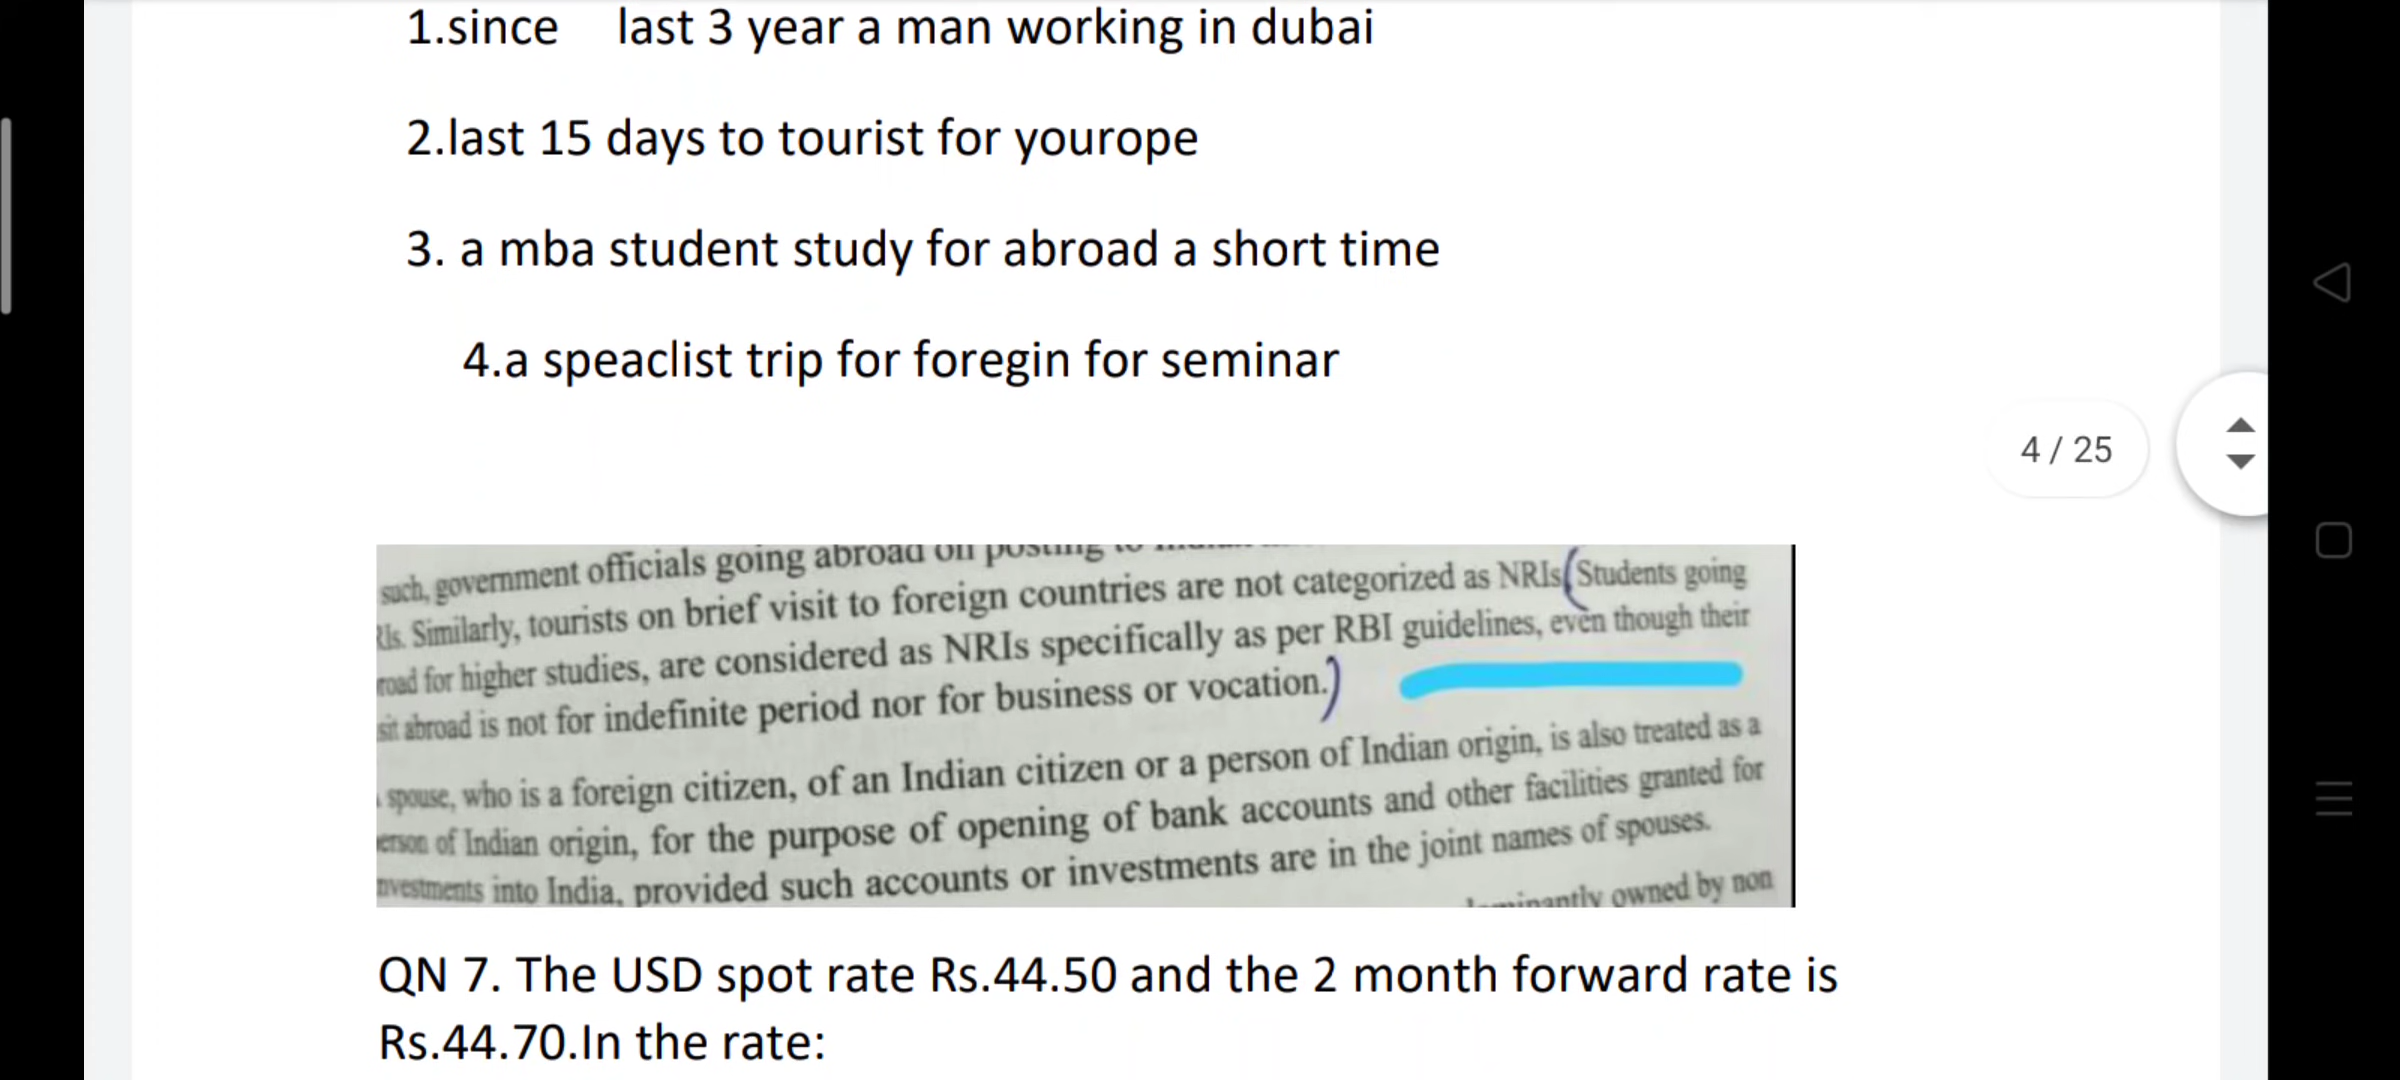 1.since last 3 year a man working in dubai
2.last 15 days to tourist for yourope
3. a mba student study for abroad a short time
4.a speaclist trip for foregin for seminar
4 / 25
such, government officials going abroad on posting to
RIs. Similarly, tourists on brief visit to foreign countries are not categorized as NRIs (Students going
road for higher studies, are considered as NRIs specifically as per RBI guidelines, even though their
sit abroad is not for indefinite period nor for business or vocation.)
spouse, who is a foreign citizen, of an Indian citizen or a person of Indian origin, is also treated as a
erson of Indian origin, for the purpose of opening of bank accounts and other facilities granted for
nvestments into India, provided such accounts or investments are in the joint names of spouses.
owned by non
QN 7. The USD spot rate Rs.44.50 and the 2 month forward rate is
Rs.44.70.In the rate: